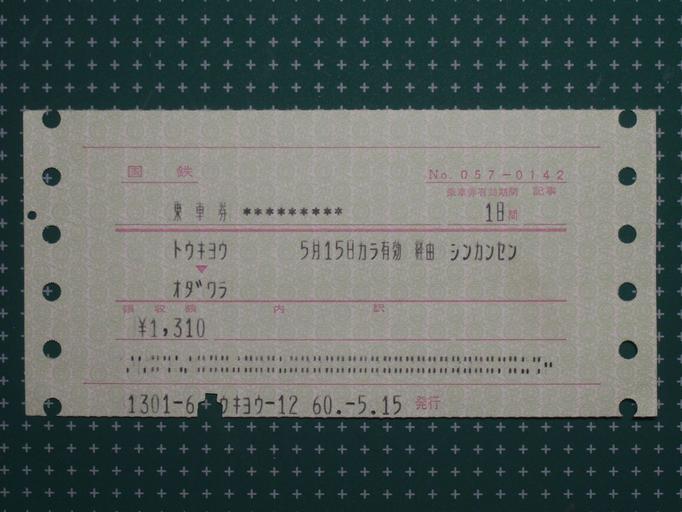 国鉄
No. 057-0142
乗車券有効期間 記事
乗車券 ********* 1日間
トウキヨウ 5月15日カラ有効 経由 シンカンセン
▼
オダワラ
領収額 内 訳
¥1,310
1301-6 ウキヨウ-12 60.-5.15 発行